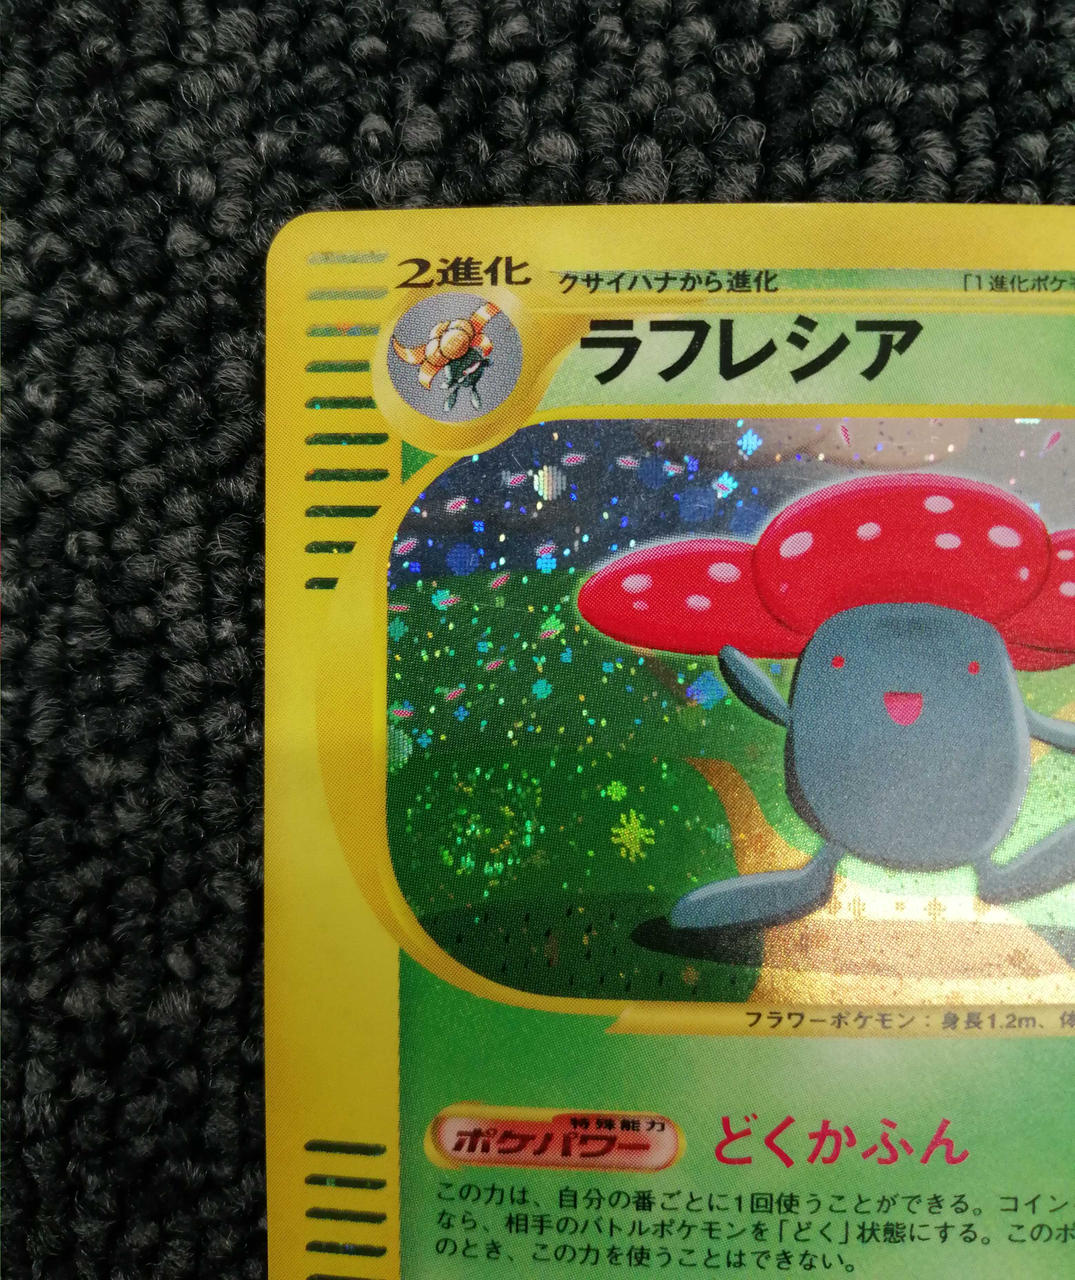 2進化
クサイハナから進化
「1進化ポケモ
ラフレシア
フラワーポケモン：身長1.2m、体
特殊能力
ポケパワー
どくかふん
この力は、自分の番ごとに1回使うことができる。コイン
なら、相手のバトルポケモンを「どく」状態にする。このポ
のとき、この力を使うことはできない。